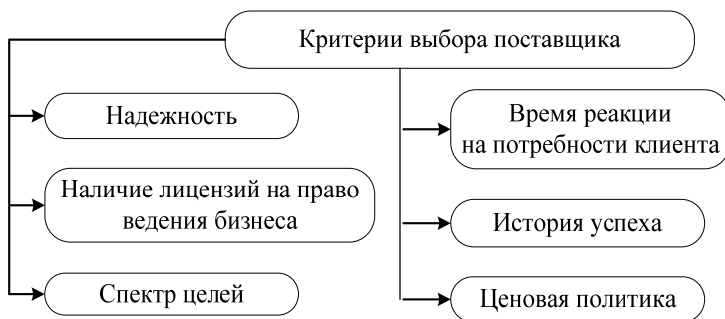 Критерии выбора поставщика
Надежность
Наличие лицензий на право
ведения бизнеса
Спектр целей
Время реакции
на потребности клиента
История успеха
Ценовая политика